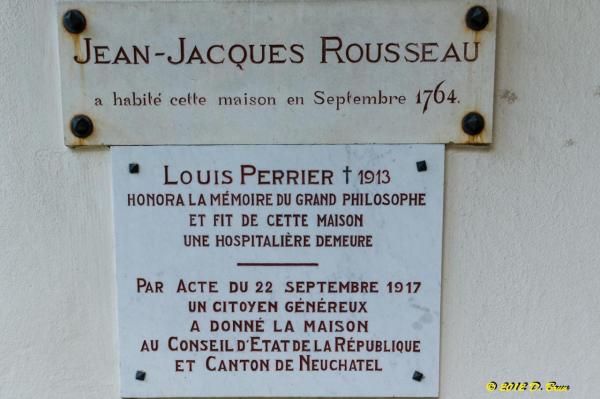 JEAN-JACQUES ROUSSEAU
a habité cette maison en Septembre 1764.
LOUIS PERRIER † 1913
HONORA LA MÉMOIRE DU GRAND PHILOSOPHE
ET FIT DE CETTE MAISON
UNE HOSPITALIÈRE DEMEURE
PAR ACTE DU 22 SEPTEMBRE 1917
UN CITOYEN GÉNÉREUX
A DONNÉ LA MAISON
AU CONSEIL D'ETAT DE LA RÉPUBLIQUE
ET CANTON DE NEUCHATEL
© 2012 D.